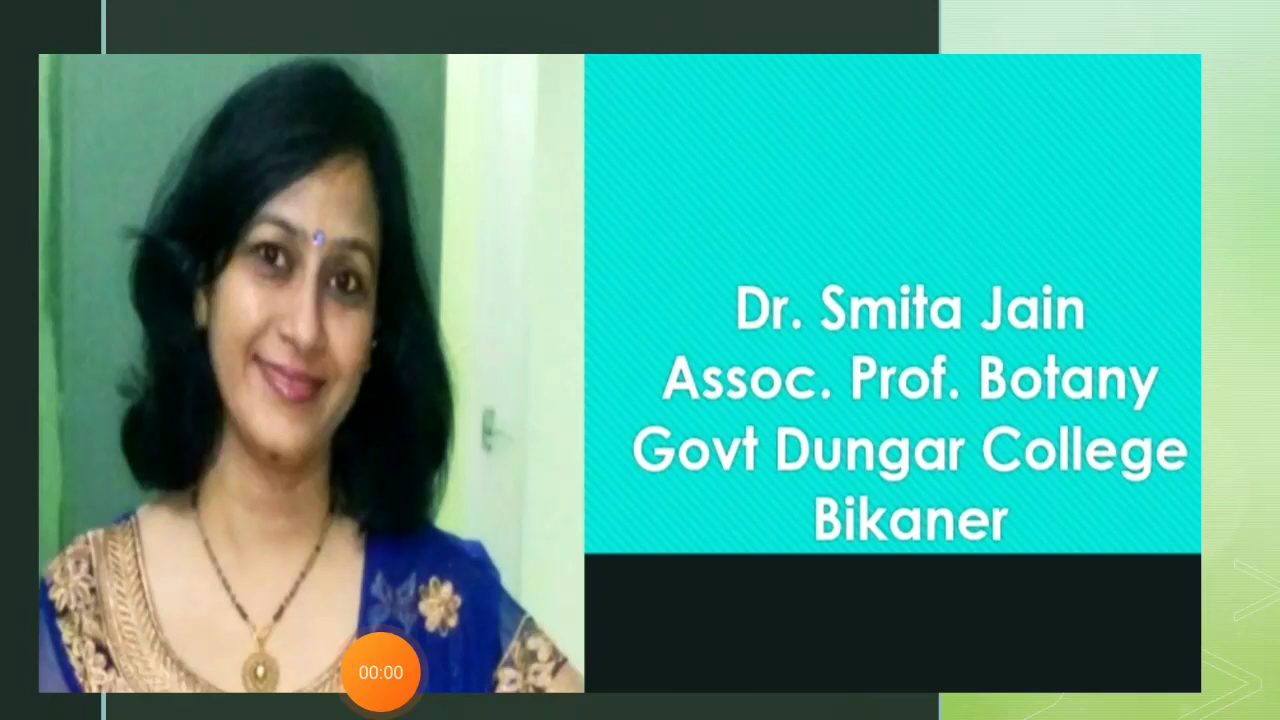 Dr. Smita Jain
Assoc. Prof. Botany
Govt Dungar College
Bikaner
00:00